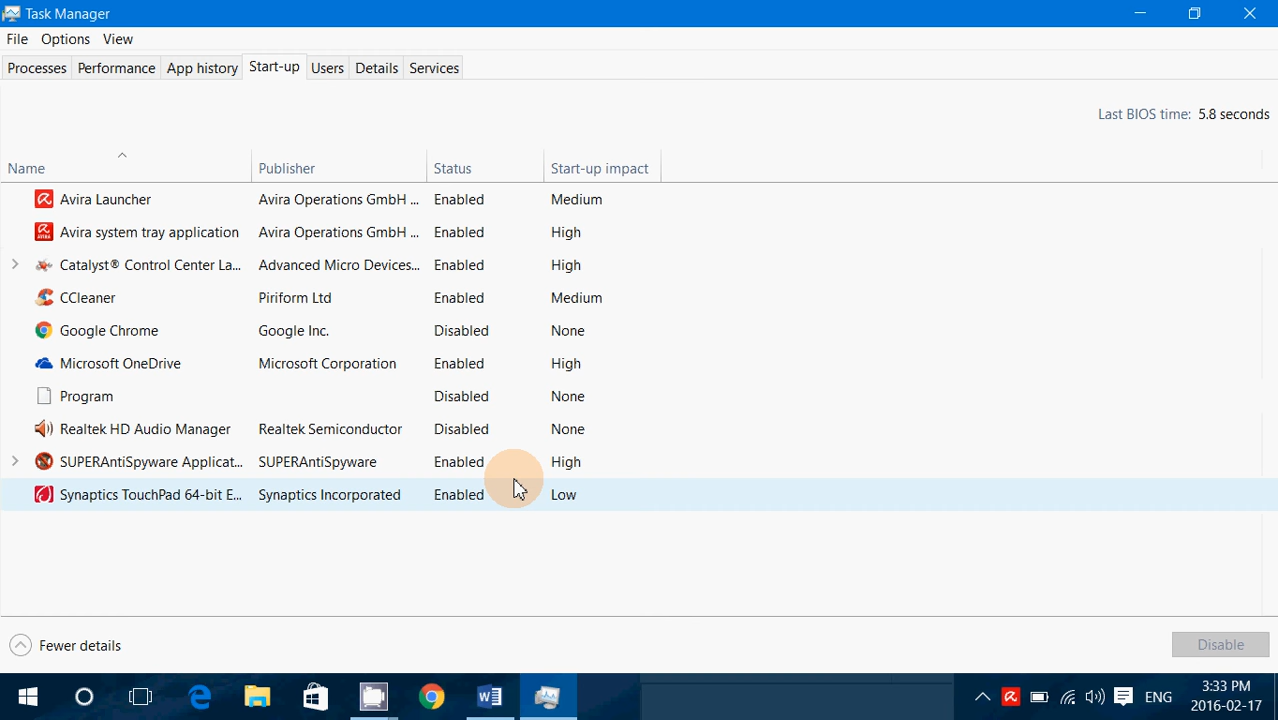 Task Manager
File Options View
Processes Performance App history Start-up Users Details Services
Last BIOS time: 5.8 seconds
Name Publisher Status Start-up impact
Avira Launcher Avira Operations GmbH ... Enabled Medium
Avira system tray application Avira Operations GmbH ... Enabled High
Catalyst® Control Center La... Advanced Micro Devices... Enabled High
CCleaner Piriform Ltd Enabled Medium
Google Chrome Google Inc. Disabled None
Microsoft OneDrive Microsoft Corporation Enabled High
Program Disabled None
Realtek HD Audio Manager Realtek Semiconductor Disabled None
SUPERAntiSpyware Applicat... SUPERAntiSpyware Enabled High
Synaptics TouchPad 64-bit E... Synaptics Incorporated Enabled Low
Fewer details Disable
ENG 3:33 PM
2016-02-17